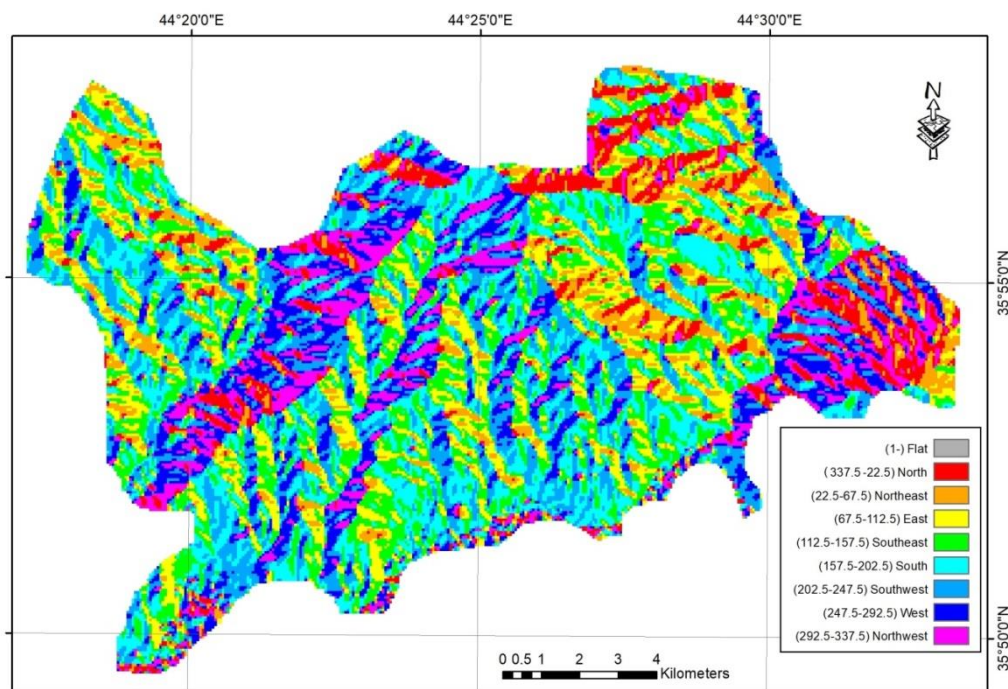 44°20'0"E 44°25'0"E 44°30'0"E
N
35°55'0"N
(1-) Flat
(337.5-22.5) North
(22.5-67.5) Northeast
(67.5-112.5) East
(112.5-157.5) Southeast
(157.5-202.5) South
(202.5-247.5) Southwest
(247.5-292.5) West
(292.5-337.5) Northwest
35°50'0"N
0 0.5 1 2 3 4
Kilometers